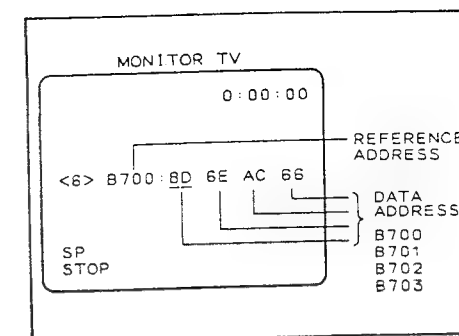 MONITOR TV
0:00:00
REFERENCE
ADDRESS
<6> B700:8D 6E AC 66
DATA
ADDRESS
B700
B701
B702
B703
SP
STOP